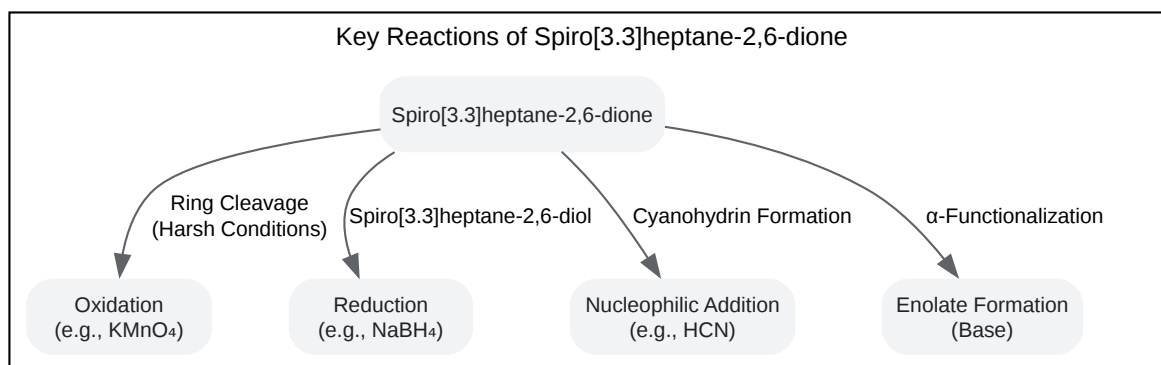 Key Reactions of Spiro[3.3]heptane-2,6-dione
Spiro[3.3]heptane-2,6-dione
Ring Cleavage
(Harsh Conditions)
Spiro[3.3]heptane-2,6-diol
Cyanohydrin Formation
α-Functionalization
Oxidation
(e.g., KMnO₄)
Reduction
(e.g., NaBH₄)
Nucleophilic Addition
(e.g., HCN)
Enolate Formation
(Base)